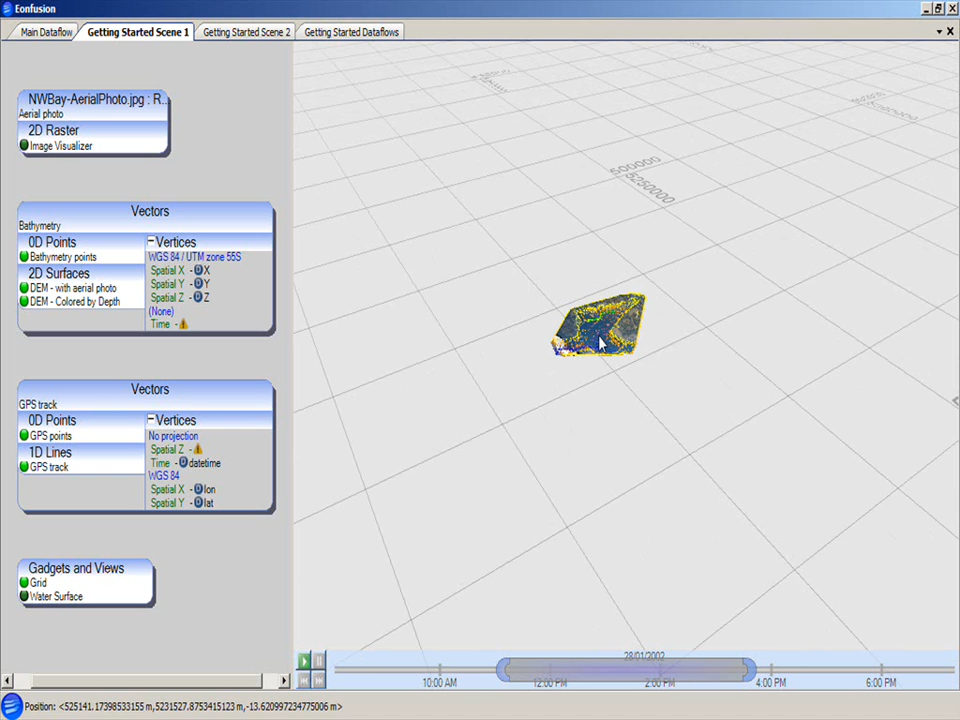 Eonfusion
Main Dataflow
Getting Started Scene 1
Getting Started Scene 2
Getting Started Dataflows
NWBay-AerialPhoto.jpg : R...
Aerial photo
2D Raster
Image Visualizer
Vectors
Bathymetry
0D Points
Bathymetry points
2D Surfaces
DEM - with aerial photo
DEM - Colored by Depth
Vertices
WGS 84 / UTM zone 55S
Spatial X - D X
Spatial Y - D Y
Spatial Z - D Z
(None)
Time -
Vectors
GPS track
0D Points
GPS points
1D Lines
GPS track
Vertices
No projection
Spatial Z -
Time - D datetime
WGS 84
Spatial X - D lon
Spatial Y - D lat
Gadgets and Views
Grid
Water Surface
500000
5250000
28/01/2002
10:00 AM
12:00 PM
2:00 PM
4:00 PM
6:00 PM
Position: <525141.17398533155 m,5231527.8753415123 m,-13.620997234775006 m>